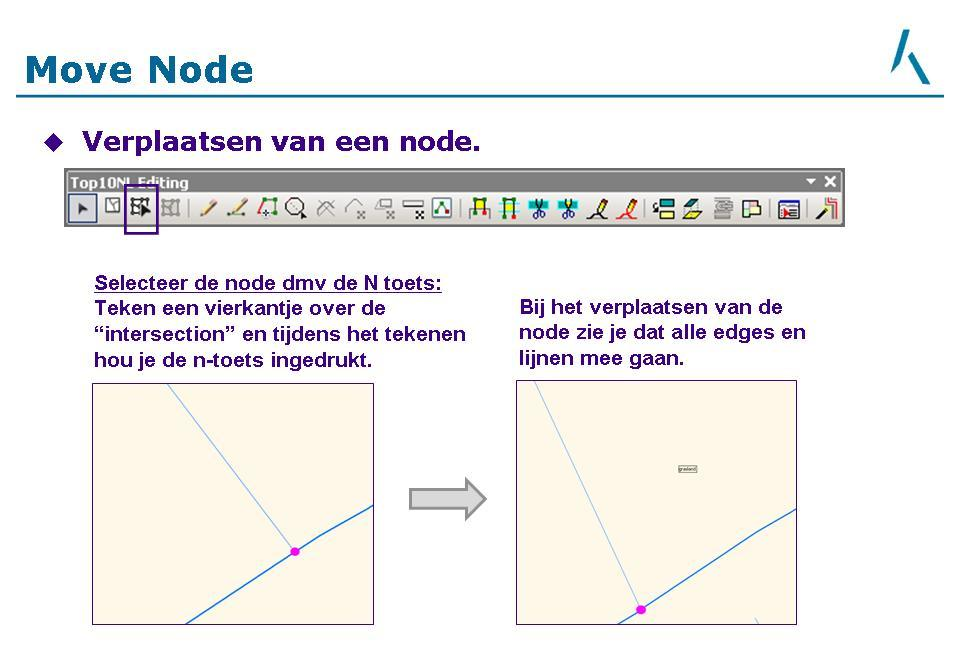 Move Node
Verplaatsen van een node.
Top10NL Editing
Selecteer de node dmv de N toets:
Teken een vierkantje over de
“intersection” en tijdens het tekenen
hou je de n-toets ingedrukt.
Bij het verplaatsen van de
node zie je dat alle edges en
lijnen mee gaan.
grasland